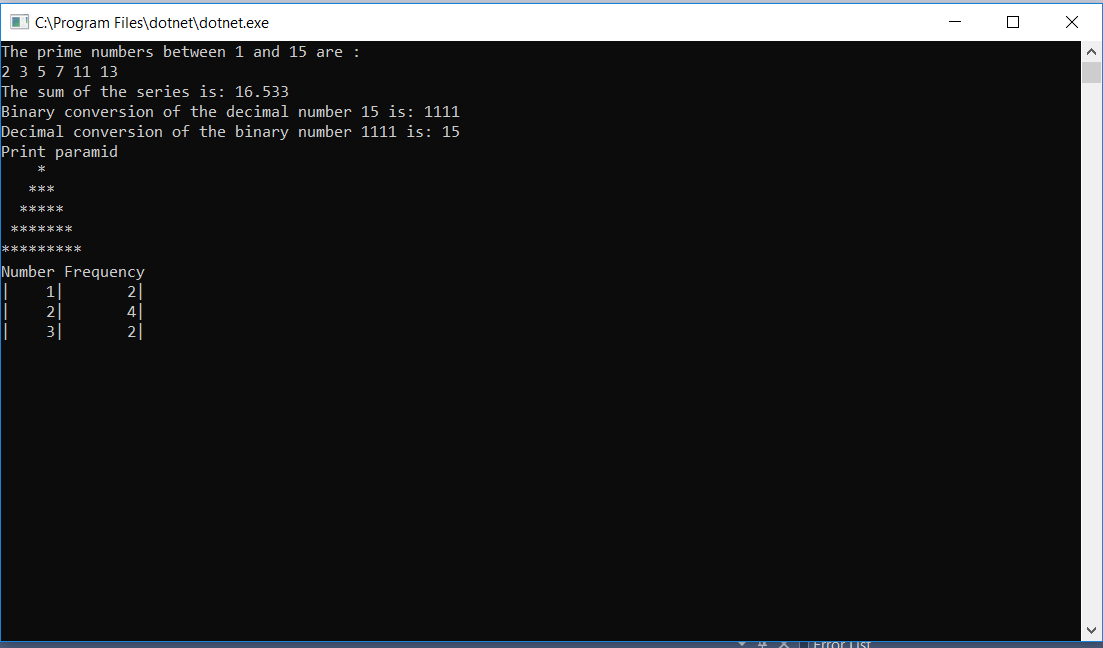 C:\Program Files\dotnet\dotnet.exe
The prime numbers between 1 and 15 are :
2 3 5 7 11 13
The sum of the series is: 16.533
Binary conversion of the decimal number 15 is: 1111
Decimal conversion of the binary number 1111 is: 15
Print paramid
    *
   ***
  *****
 *******
*********
Number Frequency
|    1|       2|
|    2|       4|
|    3|       2|
Error List